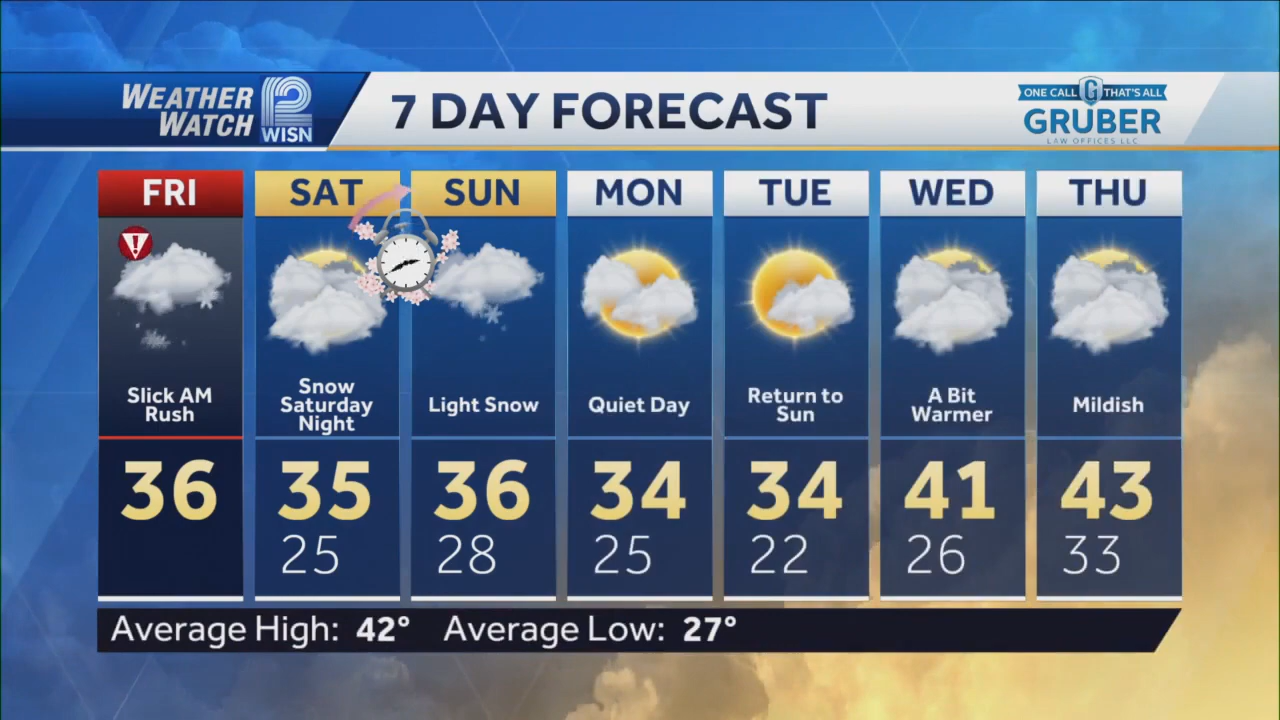 WEATHER
WATCH
12
WISN
7 DAY FORECAST
ONE CALL G THAT'S ALL
GRUBER
LAW OFFICES LLC
FRI
SAT
SUN
MON
TUE
WED
THU
!
Slick AM
Rush
Snow
Saturday
Night
Light Snow
Quiet Day
Return to
Sun
A Bit
Warmer
Mildish
36
35
36
34
34
41
43
25
28
25
22
26
33
Average High: 42° Average Low: 27°